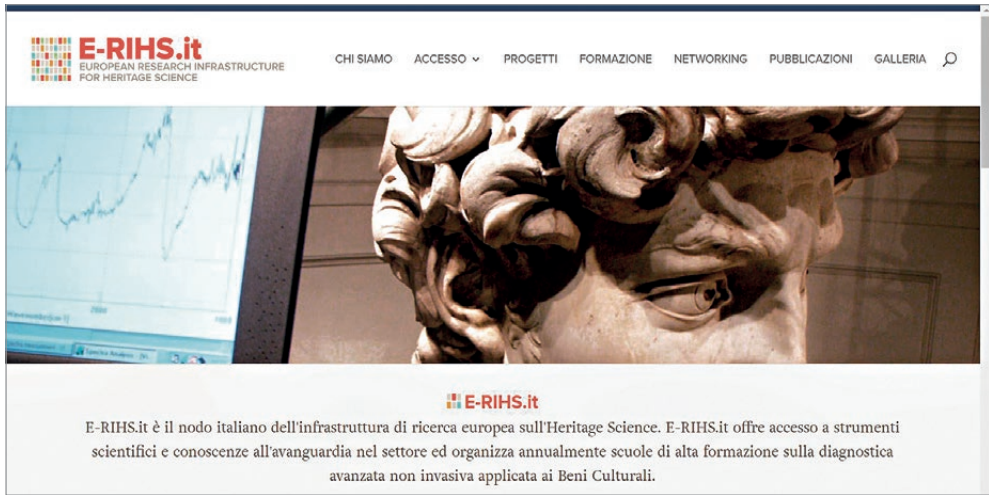 E-RIHS.it
EUROPEAN RESEARCH INFRASTRUCTURE
FOR HERITAGE SCIENCE
CHI SIAMO ACCESSO PROGETTI FORMAZIONE NETWORKING PUBBLICAZIONI GALLERIA
2000
E-RIHS.it
E-RIHS.it è il nodo italiano dell'infrastruttura di ricerca europea sull'Heritage Science. E-RIHS.it offre accesso a strumenti
scientifici e conoscenze all'avanguardia nel settore ed organizza annualmente scuole di alta formazione sulla diagnostica
avanzata non invasiva applicata ai Beni Culturali.